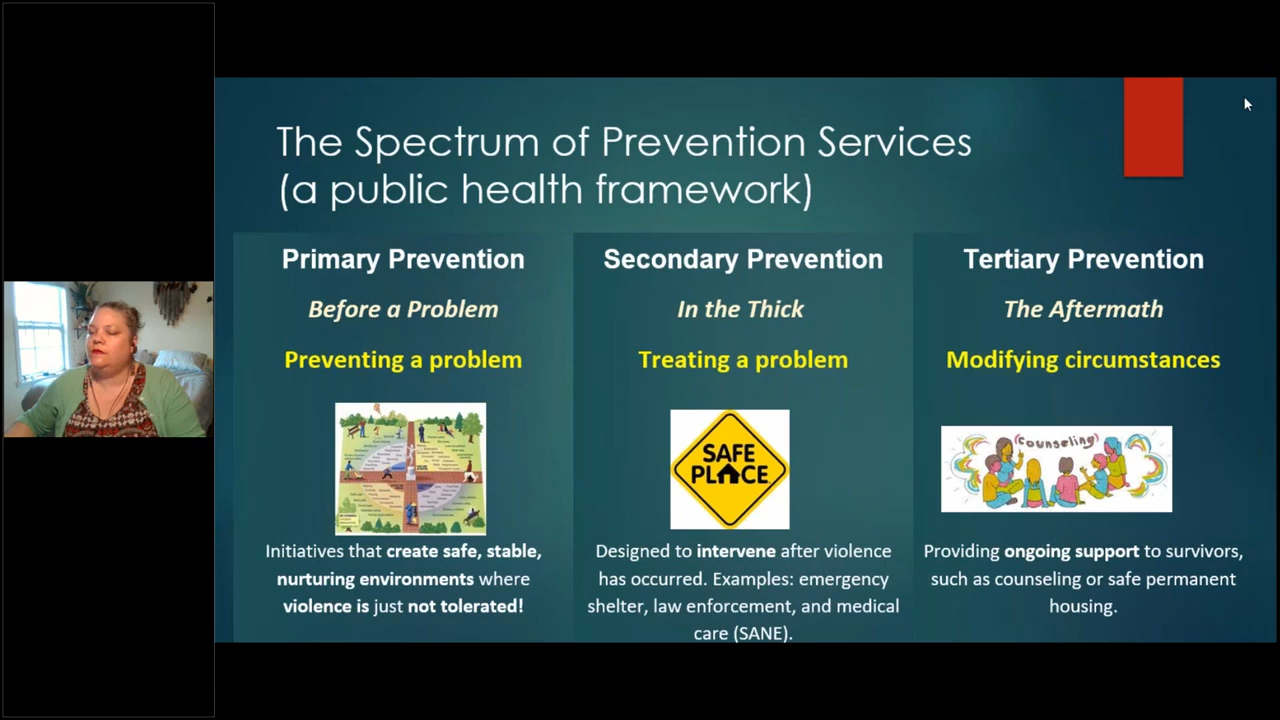 The Spectrum of Prevention Services
(a public health framework)
Primary Prevention
Before a Problem
Preventing a problem
Initiatives that create safe, stable,
nurturing environments where
violence is just not tolerated!
Secondary Prevention
In the Thick
Treating a problem
SAFE
PLACE
Designed to intervene after violence
has occurred. Examples: emergency
shelter, law enforcement, and medical
care (SANE).
Tertiary Prevention
The Aftermath
Modifying circumstances
(counseling)
Providing ongoing support to survivors,
such as counseling or safe permanent
housing.